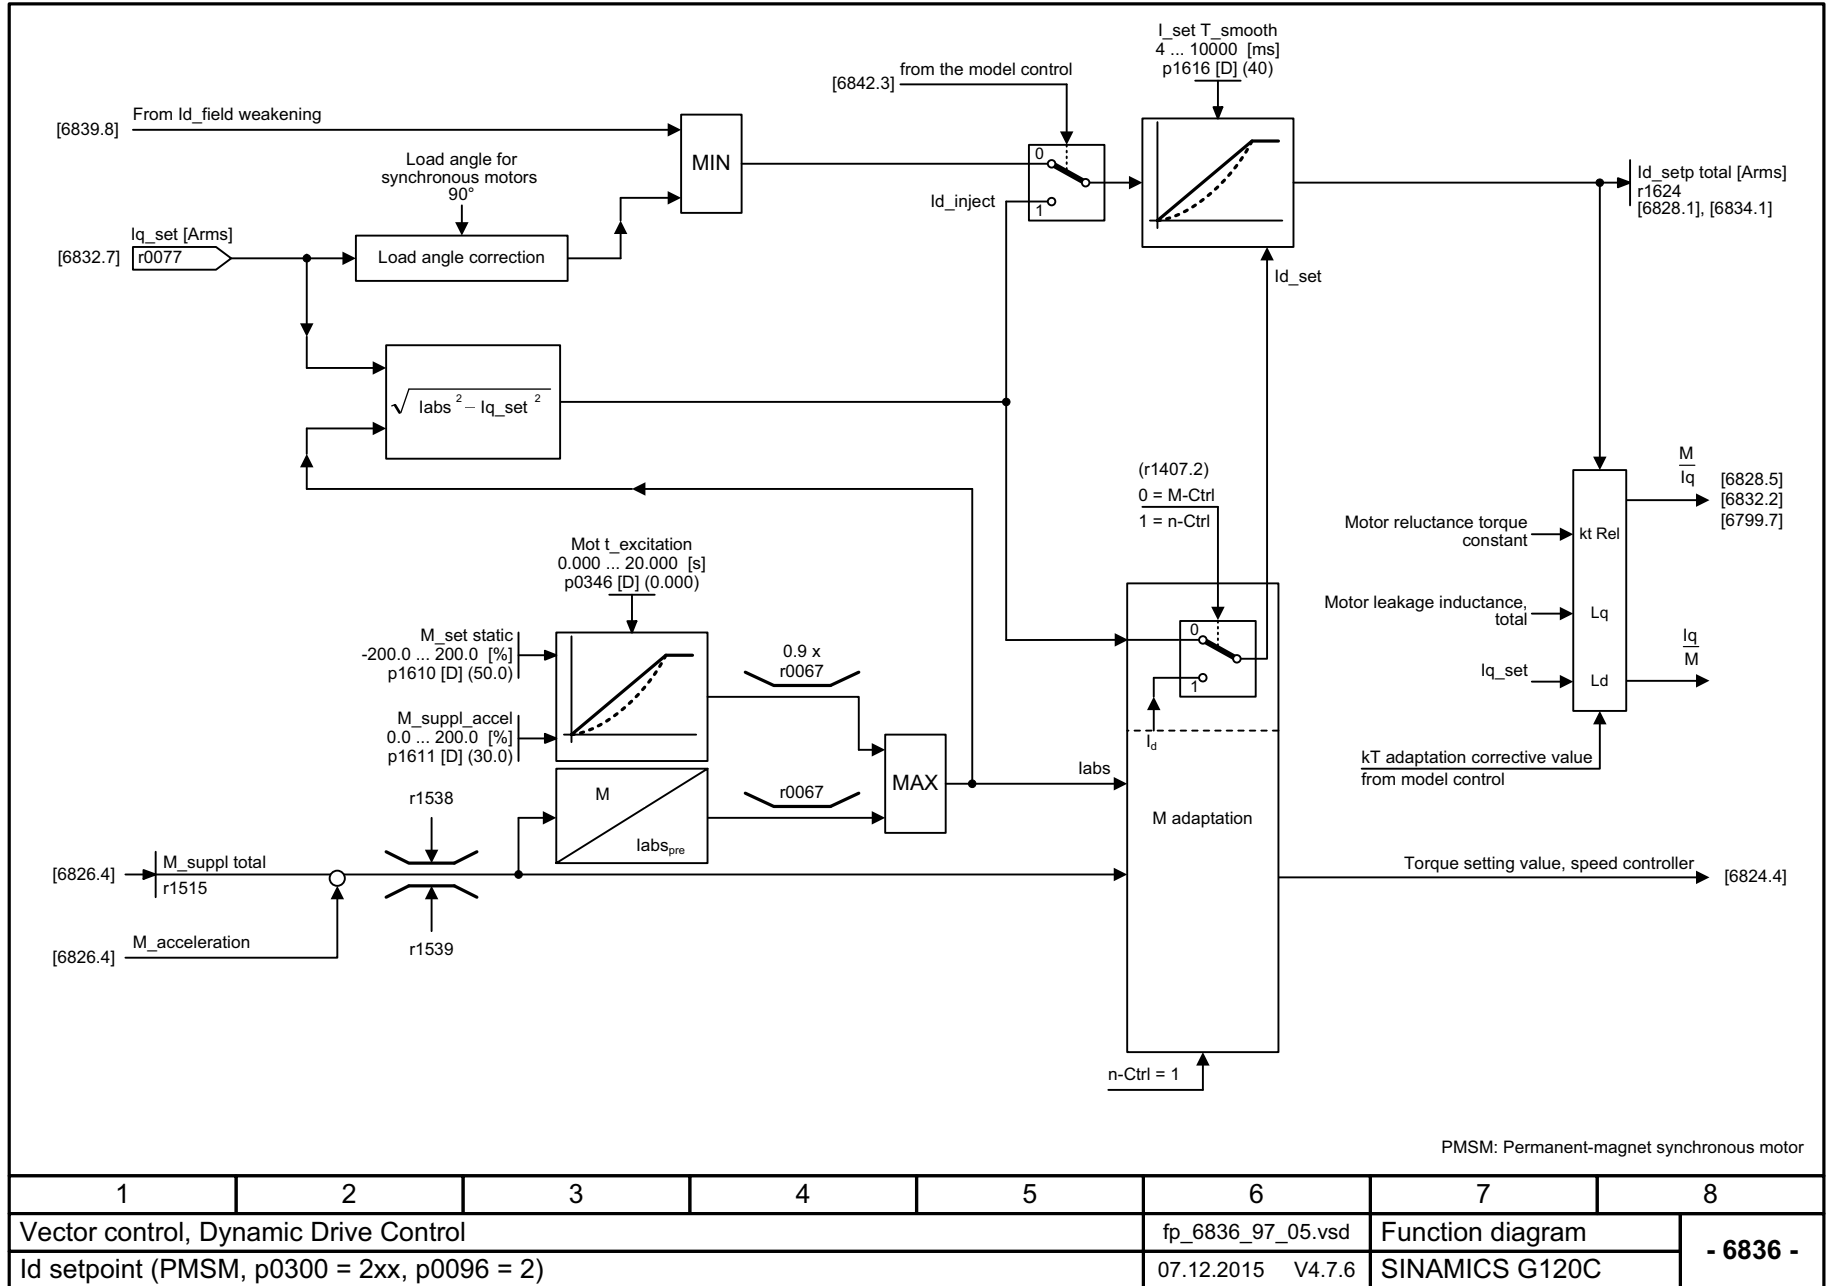 I_set T_smooth
4 ... 10000 [ms]
p1616 [D] (40)
from the model control
[6842.3]
From Id_field weakening
[6839.8]
MIN
0
1
Id_inject
Load angle for
synchronous motors
90°
Iq_set [Arms]
[6832.7]
r0077
Load angle correction
Id_setp total [Arms]
r1624
[6828.1], [6834.1]
Id_set
√ Iabs ² – Iq_set ²
(r1407.2)
0 = M-Ctrl
1 = n-Ctrl
M
Iq
[6828.5]
[6832.2]
[6799.7]
Motor reluctance torque
constant
kt Rel
Motor leakage inductance,
total
Lq
Iq_set
Ld
Iq
M
kT adaptation corrective value
from model control
Mot t_excitation
0.000 ... 20.000 [s]
p0346 [D] (0.000)
M_set static
-200.0 ... 200.0 [%]
p1610 [D] (50.0)
M_suppl_accel
0.0 ... 200.0 [%]
p1611 [D] (30.0)
0.9 x
r0067
0
1
Id
MAX
Iabs
r0067
M
Iabspre
M adaptation
r1538
[6826.4]
M_suppl total
r1515
r1539
[6826.4]
M_acceleration
Torque setting value, speed controller
[6824.4]
n-Ctrl = 1
PMSM: Permanent-magnet synchronous motor
1 2 3 4 5 6 7 8
Vector control, Dynamic Drive Control
fp_6836_97_05.vsd
Function diagram
- 6836 -
Id setpoint (PMSM, p0300 = 2xx, p0096 = 2)
07.12.2015 V4.7.6
SINAMICS G120C